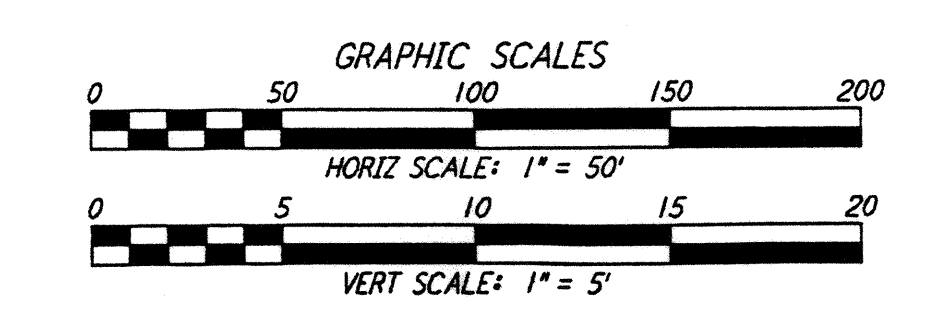 GRAPHIC SCALES
0 50 100 150 200
HORIZ SCALE: 1" = 50'
0 5 10 15 20
VERT SCALE: 1" = 5'